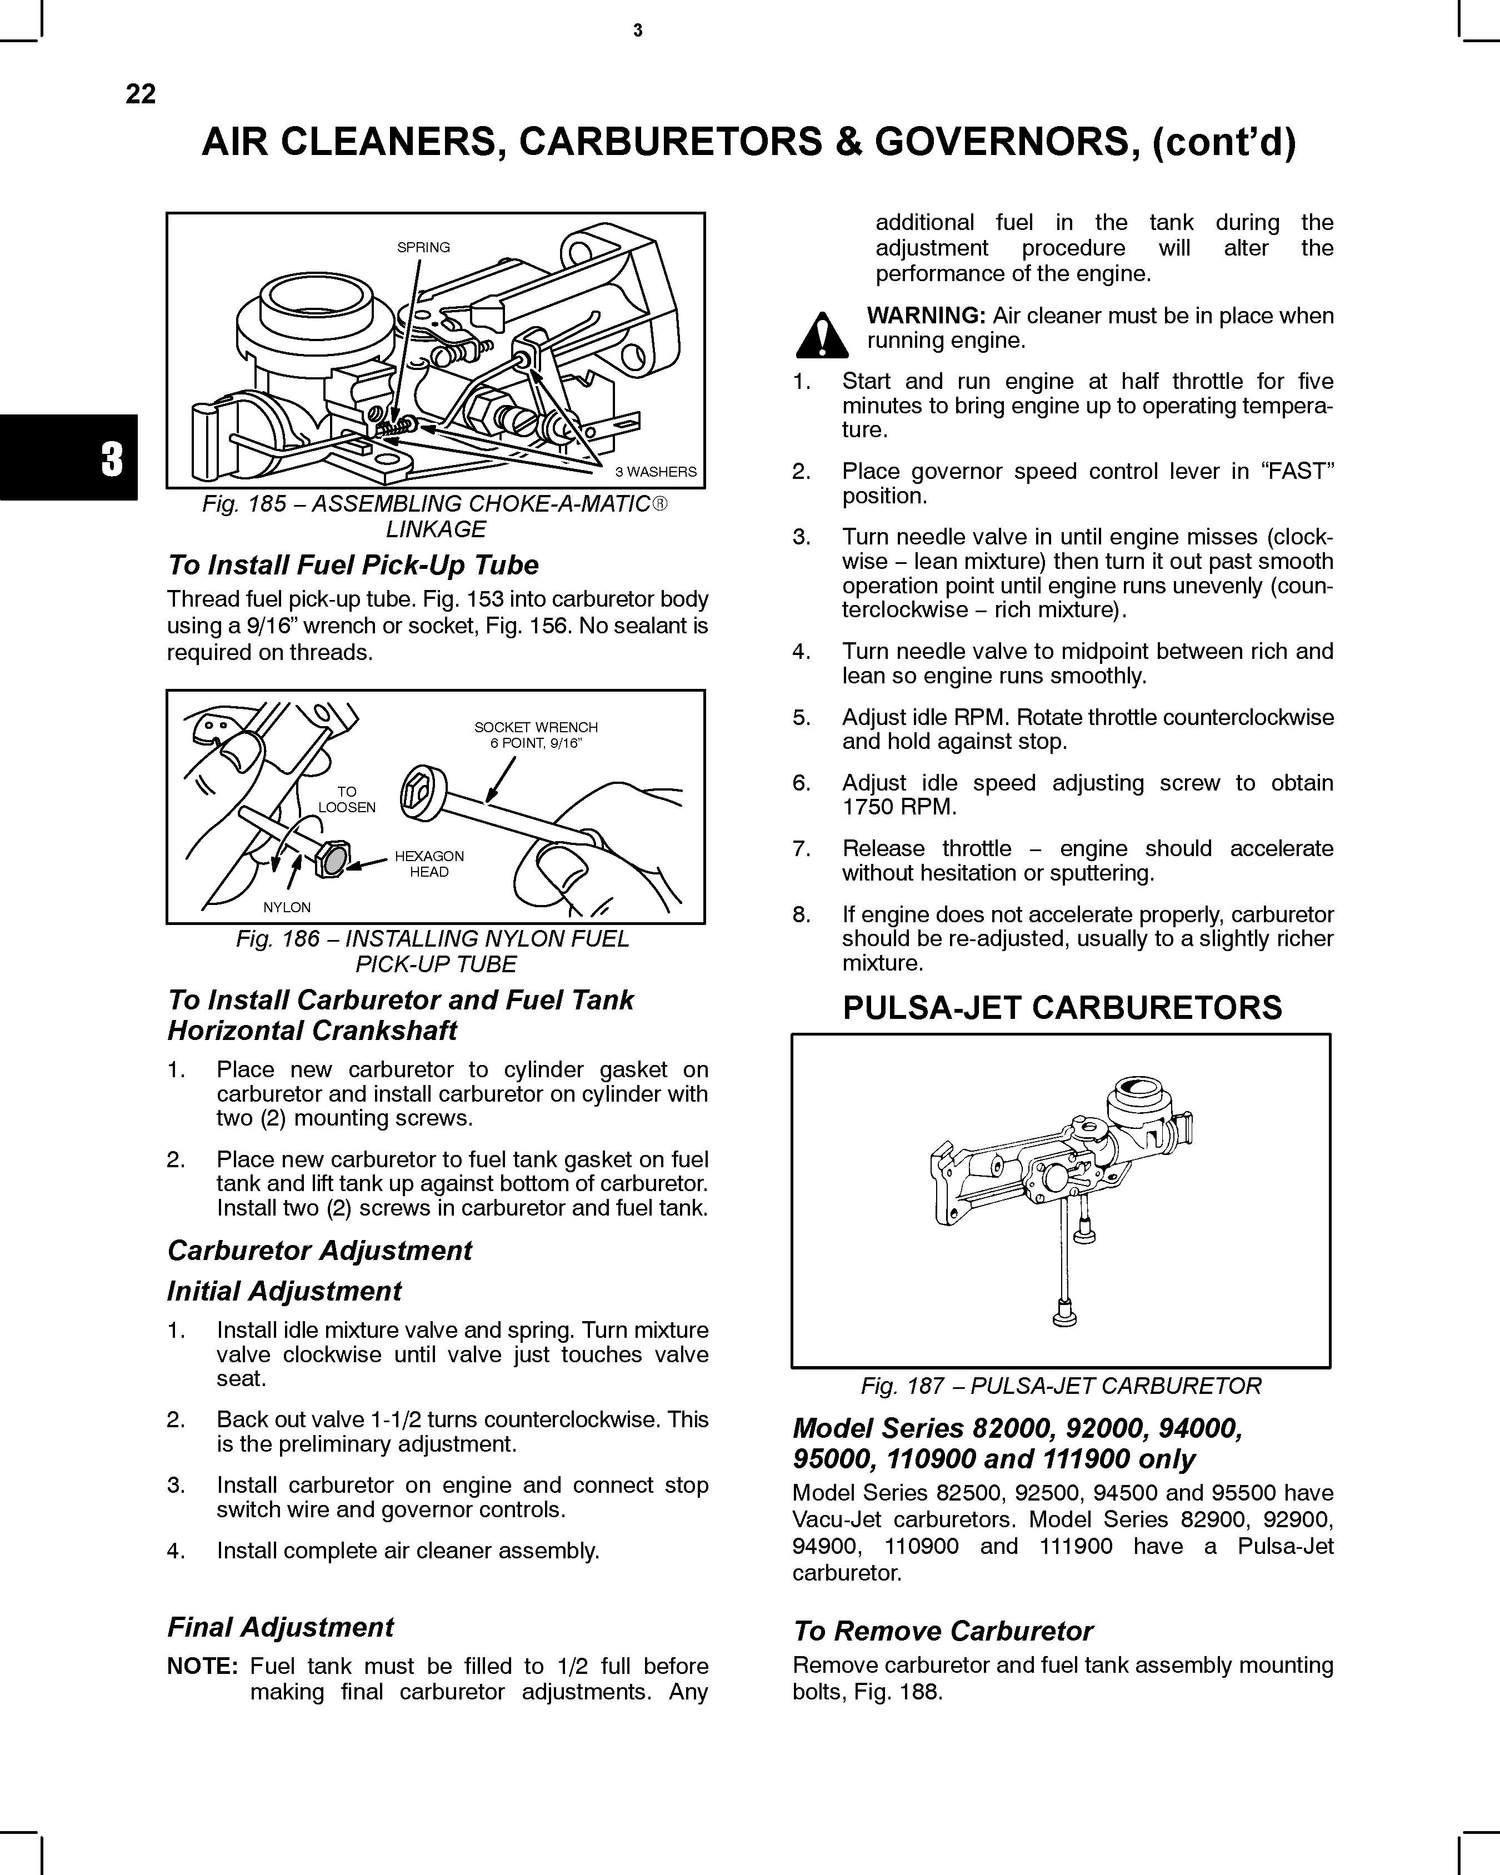 3
22
AIR CLEANERS, CARBURETORS & GOVERNORS, (cont’d)
3
SPRING
3 WASHERS
Fig. 185 – ASSEMBLING CHOKE-A-MATIC®
LINKAGE
To Install Fuel Pick-Up Tube
Thread fuel pick-up tube. Fig. 153 into carburetor body
using a 9/16” wrench or socket, Fig. 156. No sealant is
required on threads.
SOCKET WRENCH
6 POINT, 9/16”
TO
LOOSEN
HEXAGON
HEAD
NYLON
Fig. 186 – INSTALLING NYLON FUEL
PICK-UP TUBE
To Install Carburetor and Fuel Tank
Horizontal Crankshaft
1. Place new carburetor to cylinder gasket on
carburetor and install carburetor on cylinder with
two (2) mounting screws.
2. Place new carburetor to fuel tank gasket on fuel
tank and lift tank up against bottom of carburetor.
Install two (2) screws in carburetor and fuel tank.
Carburetor Adjustment
Initial Adjustment
1. Install idle mixture valve and spring. Turn mixture
valve clockwise until valve just touches valve
seat.
2. Back out valve 1-1/2 turns counterclockwise. This
is the preliminary adjustment.
3. Install carburetor on engine and connect stop
switch wire and governor controls.
4. Install complete air cleaner assembly.
Final Adjustment
NOTE: Fuel tank must be filled to 1/2 full before
making final carburetor adjustments. Any
additional fuel in the tank during the
adjustment procedure will alter the
performance of the engine.
WARNING: Air cleaner must be in place when
running engine.
1. Start and run engine at half throttle for five
minutes to bring engine up to operating tempera-
ture.
2. Place governor speed control lever in “FAST”
position.
3. Turn needle valve in until engine misses (clock-
wise – lean mixture) then turn it out past smooth
operation point until engine runs unevenly (coun-
terclockwise – rich mixture).
4. Turn needle valve to midpoint between rich and
lean so engine runs smoothly.
5. Adjust idle RPM. Rotate throttle counterclockwise
and hold against stop.
6. Adjust idle speed adjusting screw to obtain
1750 RPM.
7. Release throttle – engine should accelerate
without hesitation or sputtering.
8. If engine does not accelerate properly, carburetor
should be re-adjusted, usually to a slightly richer
mixture.
PULSA-JET CARBURETORS
Fig. 187 – PULSA-JET CARBURETOR
Model Series 82000, 92000, 94000,
95000, 110900 and 111900 only
Model Series 82500, 92500, 94500 and 95500 have
Vacu-Jet carburetors. Model Series 82900, 92900,
94900, 110900 and 111900 have a Pulsa-Jet
carburetor.
To Remove Carburetor
Remove carburetor and fuel tank assembly mounting
bolts, Fig. 188.